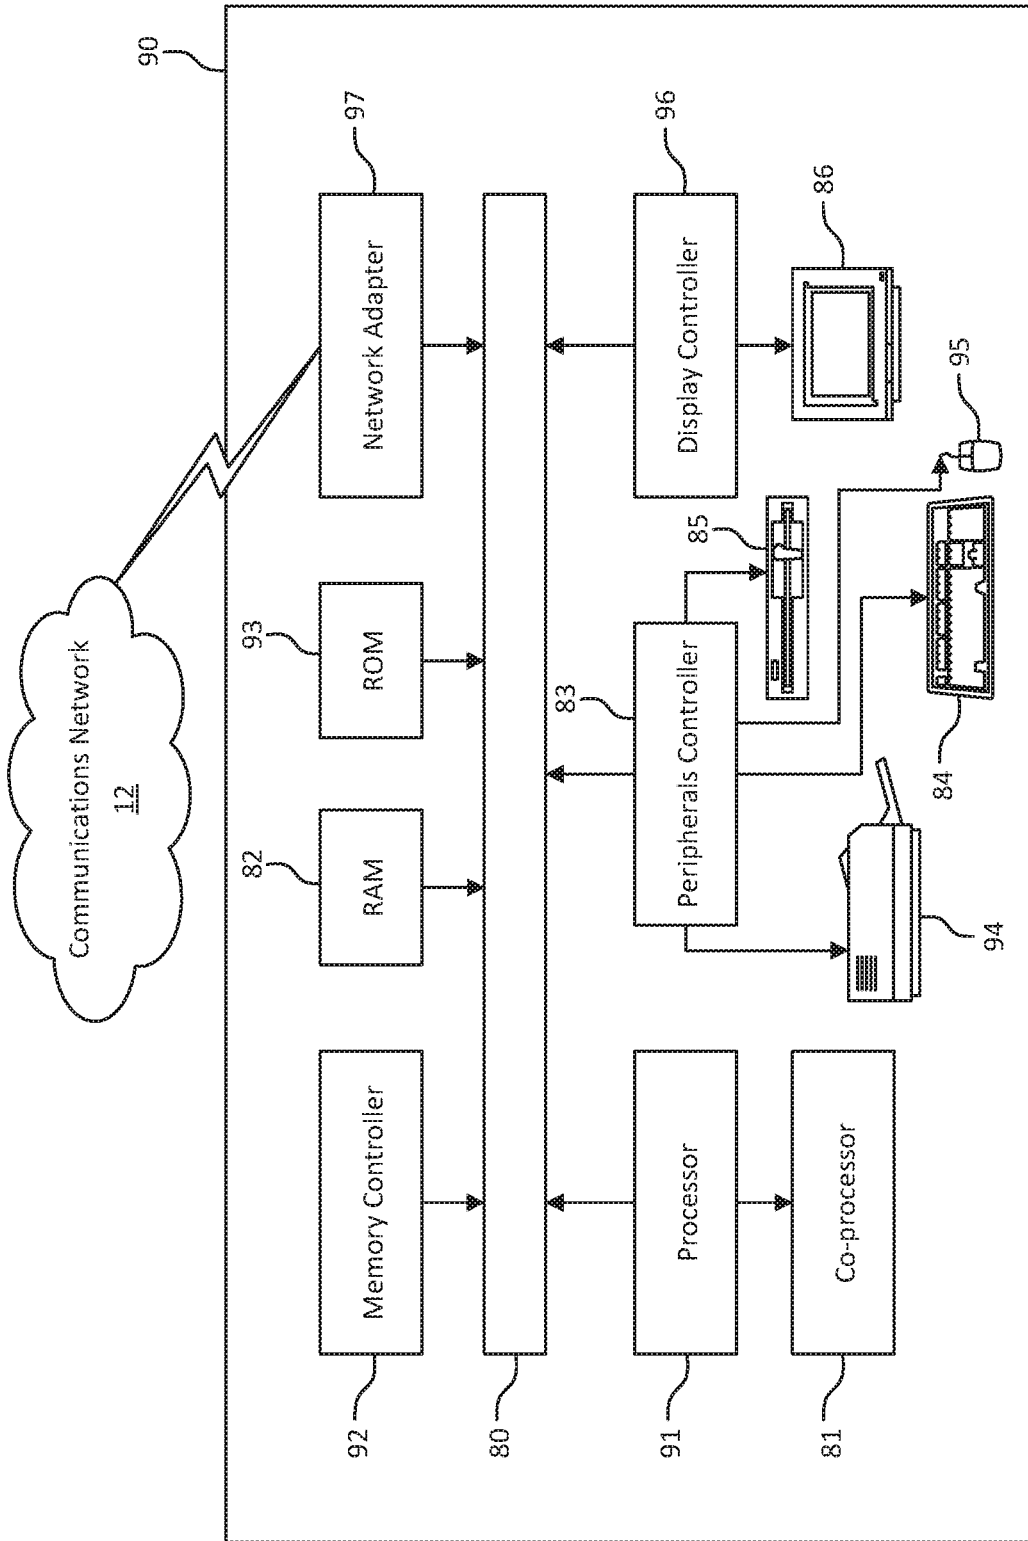 Communications Network
12
90
Memory Controller
92
RAM
82
ROM
93
Network Adapter
97
80
Processor
91
Co-processor
81
Peripherals Controller
83
94
84
85
95
Display Controller
96
86